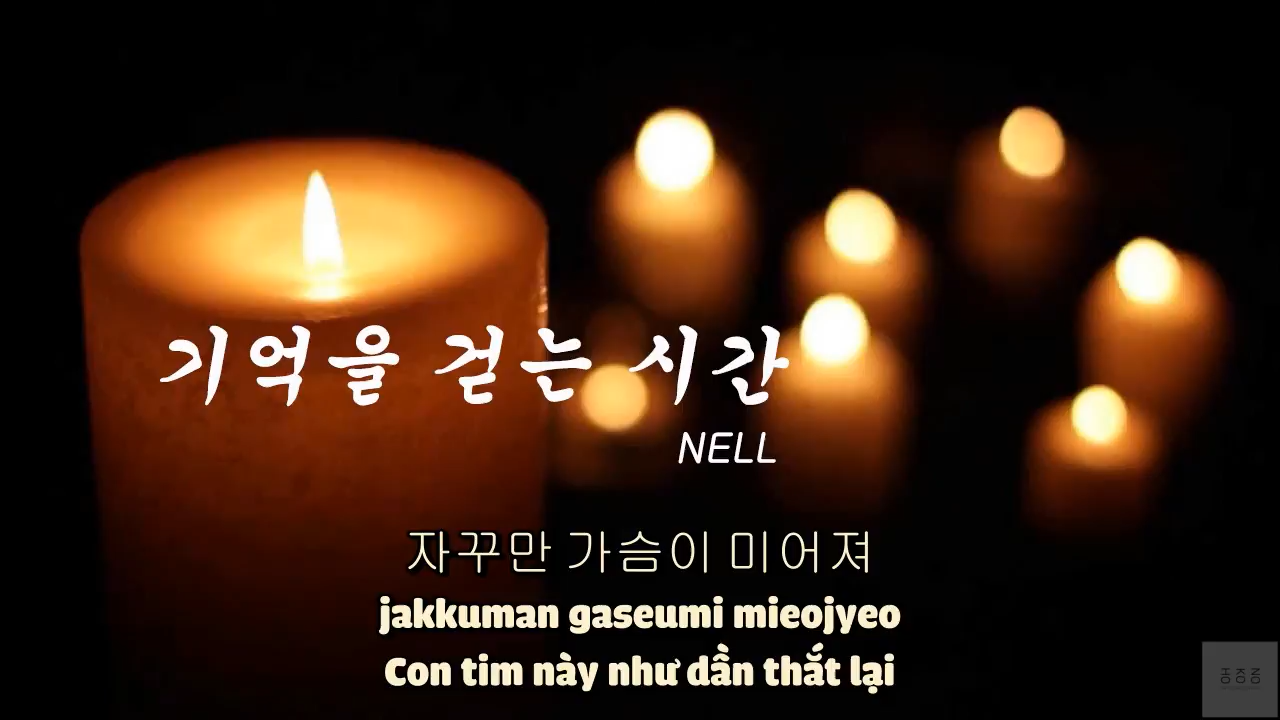 기억을 걷는 시간
NELL
자꾸만 가슴이 미어져
jakkuman gaseumi mieojyeo
Con tim này như dần thắt lại